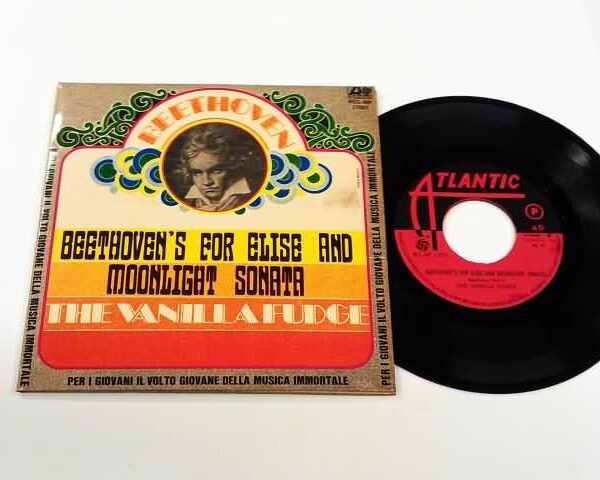 BEETHOVEN
BEETHOVEN'S FOR ELISE AND
MOONLIGHT SONATA
THE VANILLA FUDGE
PER I GIOVANI IL VOLTO GIOVANE DELLA MUSICA IMMORTALE
PER I GIOVANI IL VOLTO GIOVANE DELLA MUSICA IMMORTALE
PER I GIOVANI IL VOLTO GIOVANE DELLA MUSICA IMMORTALE
ATLANTIC
P
45
BEETHOVEN'S FOR ELISE AND MOONLIGHT SONATA
THE VANILLA FUDGE